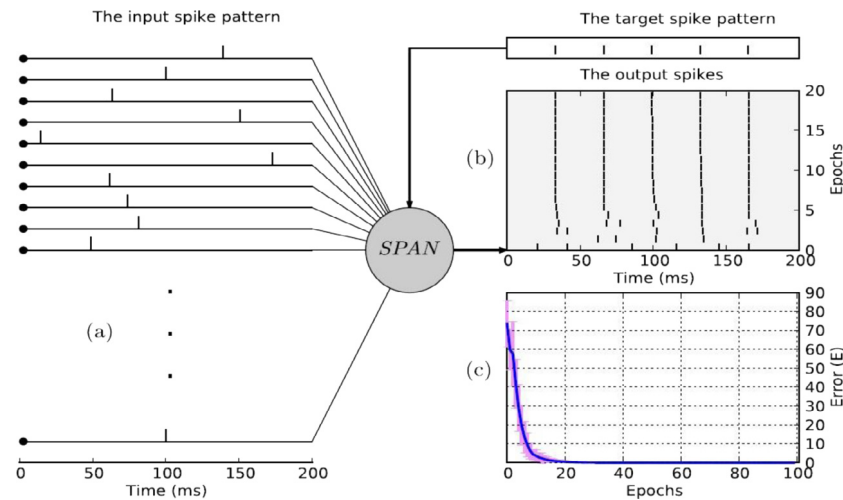 The input spike pattern
The target spike pattern
The output spikes
20
15
10
5
0
Epochs
(b)
0 50 100 150 200
Time (ms)
SPAN
(a)
90
80
70
60
50
40
30
20
10
0
Error (E)
(c)
0 20 40 60 80 100
Epochs
0 50 100 150 200
Time (ms)